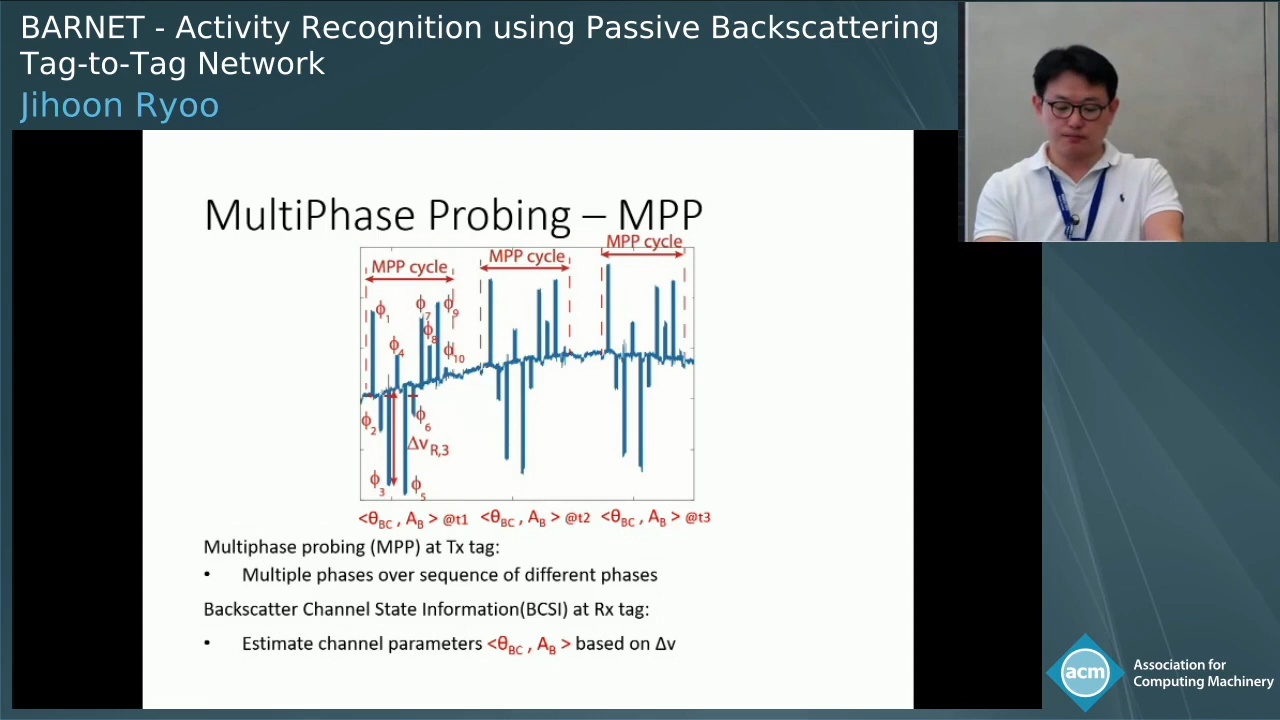 BARNET - Activity Recognition using Passive Backscattering
Tag-to-Tag Network
Jihoon Ryoo
MultiPhase Probing – MPP
MPP cycle MPP cycle MPP cycle
ϕ1 ϕ7 ϕ9
ϕ4 ϕ8 ϕ10
ϕ2 ϕ6
ΔvR,3
ϕ3 ϕ5
<θBC , AB > @t1 <θBC , AB > @t2 <θBC , AB > @t3
Multiphase probing (MPP) at Tx tag:
• Multiple phases over sequence of different phases
Backscatter Channel State Information(BCSI) at Rx tag:
• Estimate channel parameters <θBC , AB > based on Δv
acm
Association for
Computing Machinery